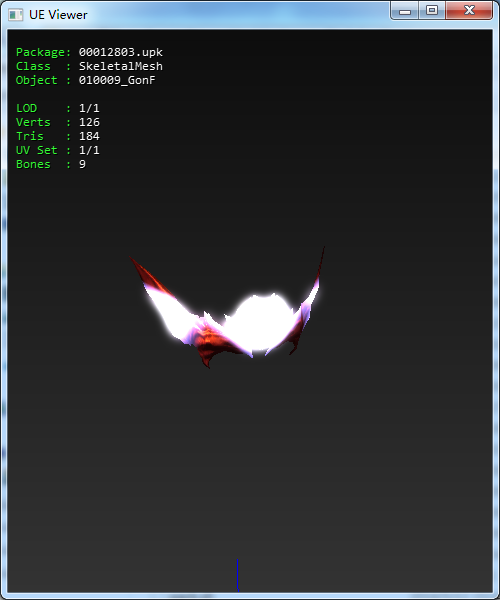 UE Viewer
Package: 00012803.upk
Class  : SkeletalMesh
Object : 010009_GonF
LOD    : 1/1
Verts  : 126
Tris   : 184
UV Set : 1/1
Bones  : 9